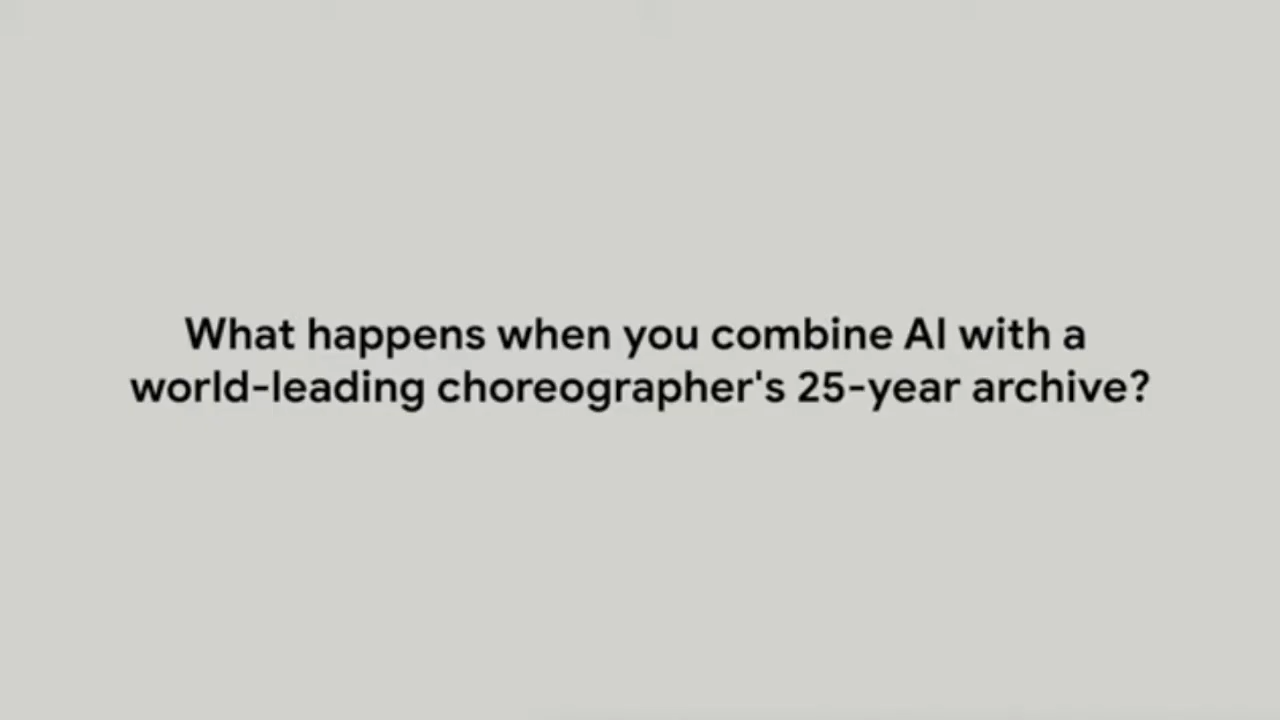 What happens when you combine AI with a
world-leading choreographer's 25-year archive?